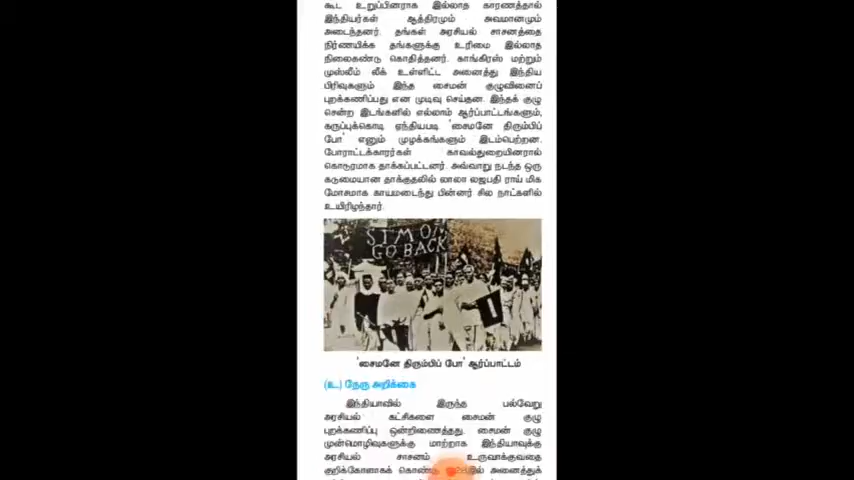 கூட உறுப்பினராக இல்லாத காரணத்தால்
இந்தியர்கள் ஆத்திரமும் அவமானமும்
அடைந்தனர். தங்கள் அரசியல் சாசனத்தை
நிர்ணயிக்க தங்களுக்கு உரிமை இல்லாத
நிலைகண்டு கொதித்தனர். காங்கிரஸ் மற்றும்
முஸ்லீம் லீக் உள்ளிட்ட அனைத்து இந்திய
பிரிவுகளும் இந்த சைமன் குழுவினைப்
புறக்கணிப்பது என முடிவு செய்தன. இந்தக் குழு
சென்ற இடங்களில் எல்லாம் ஆர்ப்பாட்டங்களும்,
கருப்புக்கொடி ஏந்தியபடி 'சைமனே திரும்பிப்
போ' எனும் முழக்கங்களும் இடம்பெற்றன.
போராட்டக்காரர்கள் காவல்துறையினரால்
கொடூரமாக தாக்கப்பட்டனர். அவ்வாறு நடந்த ஒரு
கடுமையான தாக்குதலில் லாலா லஜபதி ராய் மிக
மோசமாக காயமடைந்து பின்னர் சில நாட்களில்
உயிரிழந்தார்.
SIMON
GO BACK
'சைமனே திரும்பிப் போ' ஆர்ப்பாட்டம்
(உ) நேரு அறிக்கை
இந்தியாவில் இருந்த பல்வேறு
அரசியல் கட்சிகளை சைமன் குழு
புறக்கணிப்பு ஒன்றிணைத்தது. சைமன் குழு
முன்மொழிவுகளுக்கு மாற்றாக இந்தியாவுக்கு
அரசியல் சாசனம் உருவாக்குவதை
குறிக்கோளாகக் கொண்டு அனைத்துக்